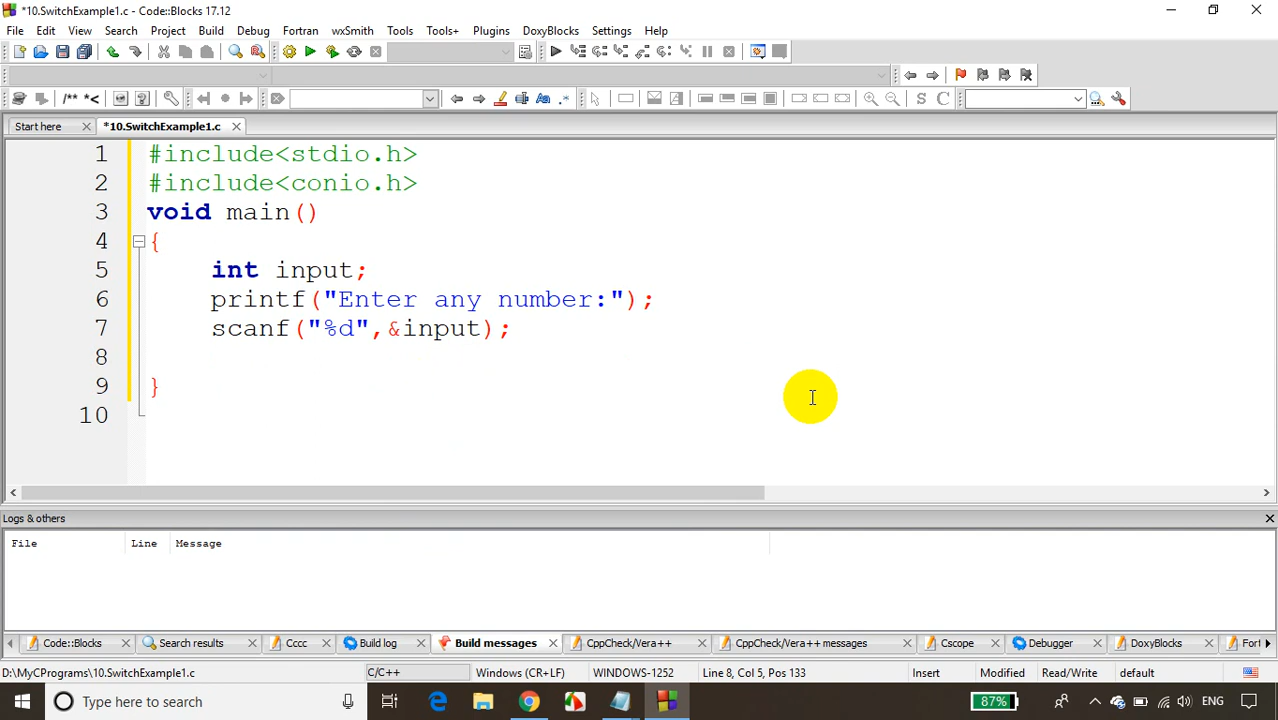 *10.SwitchExample1.c - Code::Blocks 17.12
File Edit View Search Project Build Debug Fortran wxSmith Tools Tools+ Plugins DoxyBlocks Settings Help
/** *<
S C
Start here *10.SwitchExample1.c
1 #include<stdio.h>
2 #include<conio.h>
3 void main()
4 {
5 int input;
6 printf("Enter any number:");
7 scanf("%d",&input);
8
9 }
10
Logs & others
File Line Message
Code::Blocks Search results Cccc Build log Build messages CppCheck/Vera++ CppCheck/Vera++ messages Cscope Debugger DoxyBlocks Fort
D:\MyCPrograms\10.SwitchExample1.c C/C++ Windows (CR+LF) WINDOWS-1252 Line 8, Col 5, Pos 133 Insert Modified Read/Write default
Type here to search 87% ENG